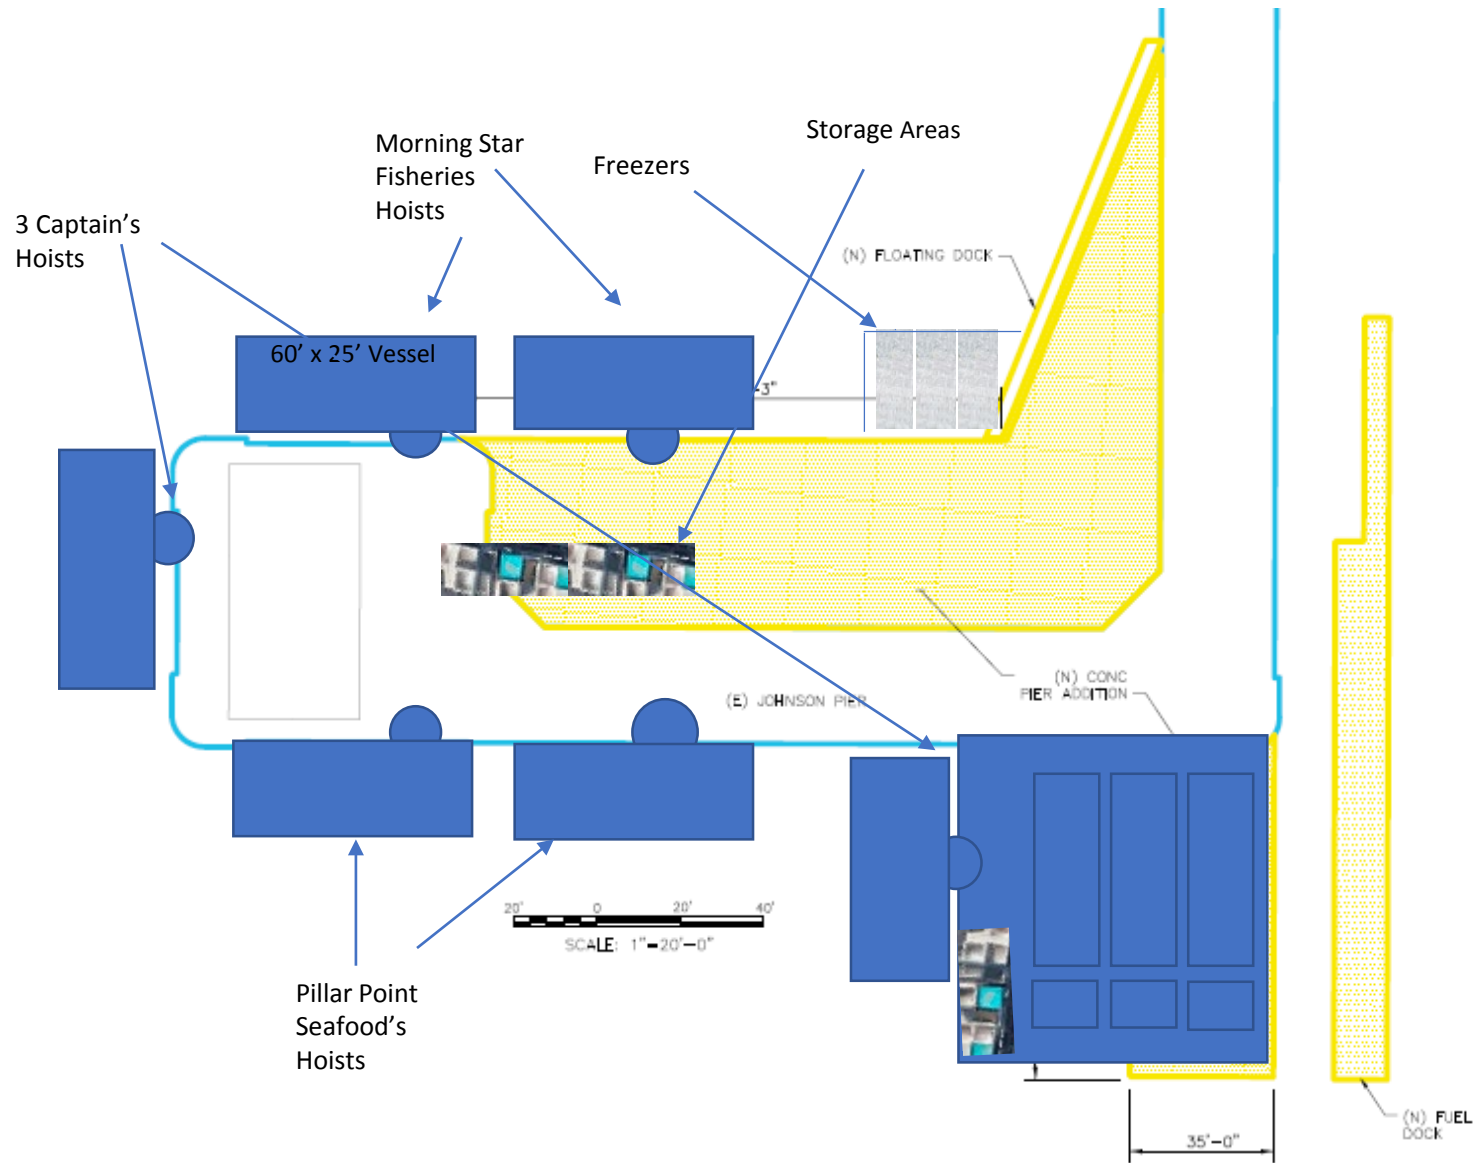 Morning Star
Fisheries
Hoists
Storage Areas
Freezers
3 Captain’s
Hoists
(N) FLOATING DOCK
60’ x 25’ Vessel
-3"
(N) CONC
PIER ADDITION
(E) JOHNSON PIER
20' 0 20' 40'
SCALE: 1"=20'-0"
Pillar Point
Seafood’s
Hoists
35'-0"
(N) FUEL
DOCK